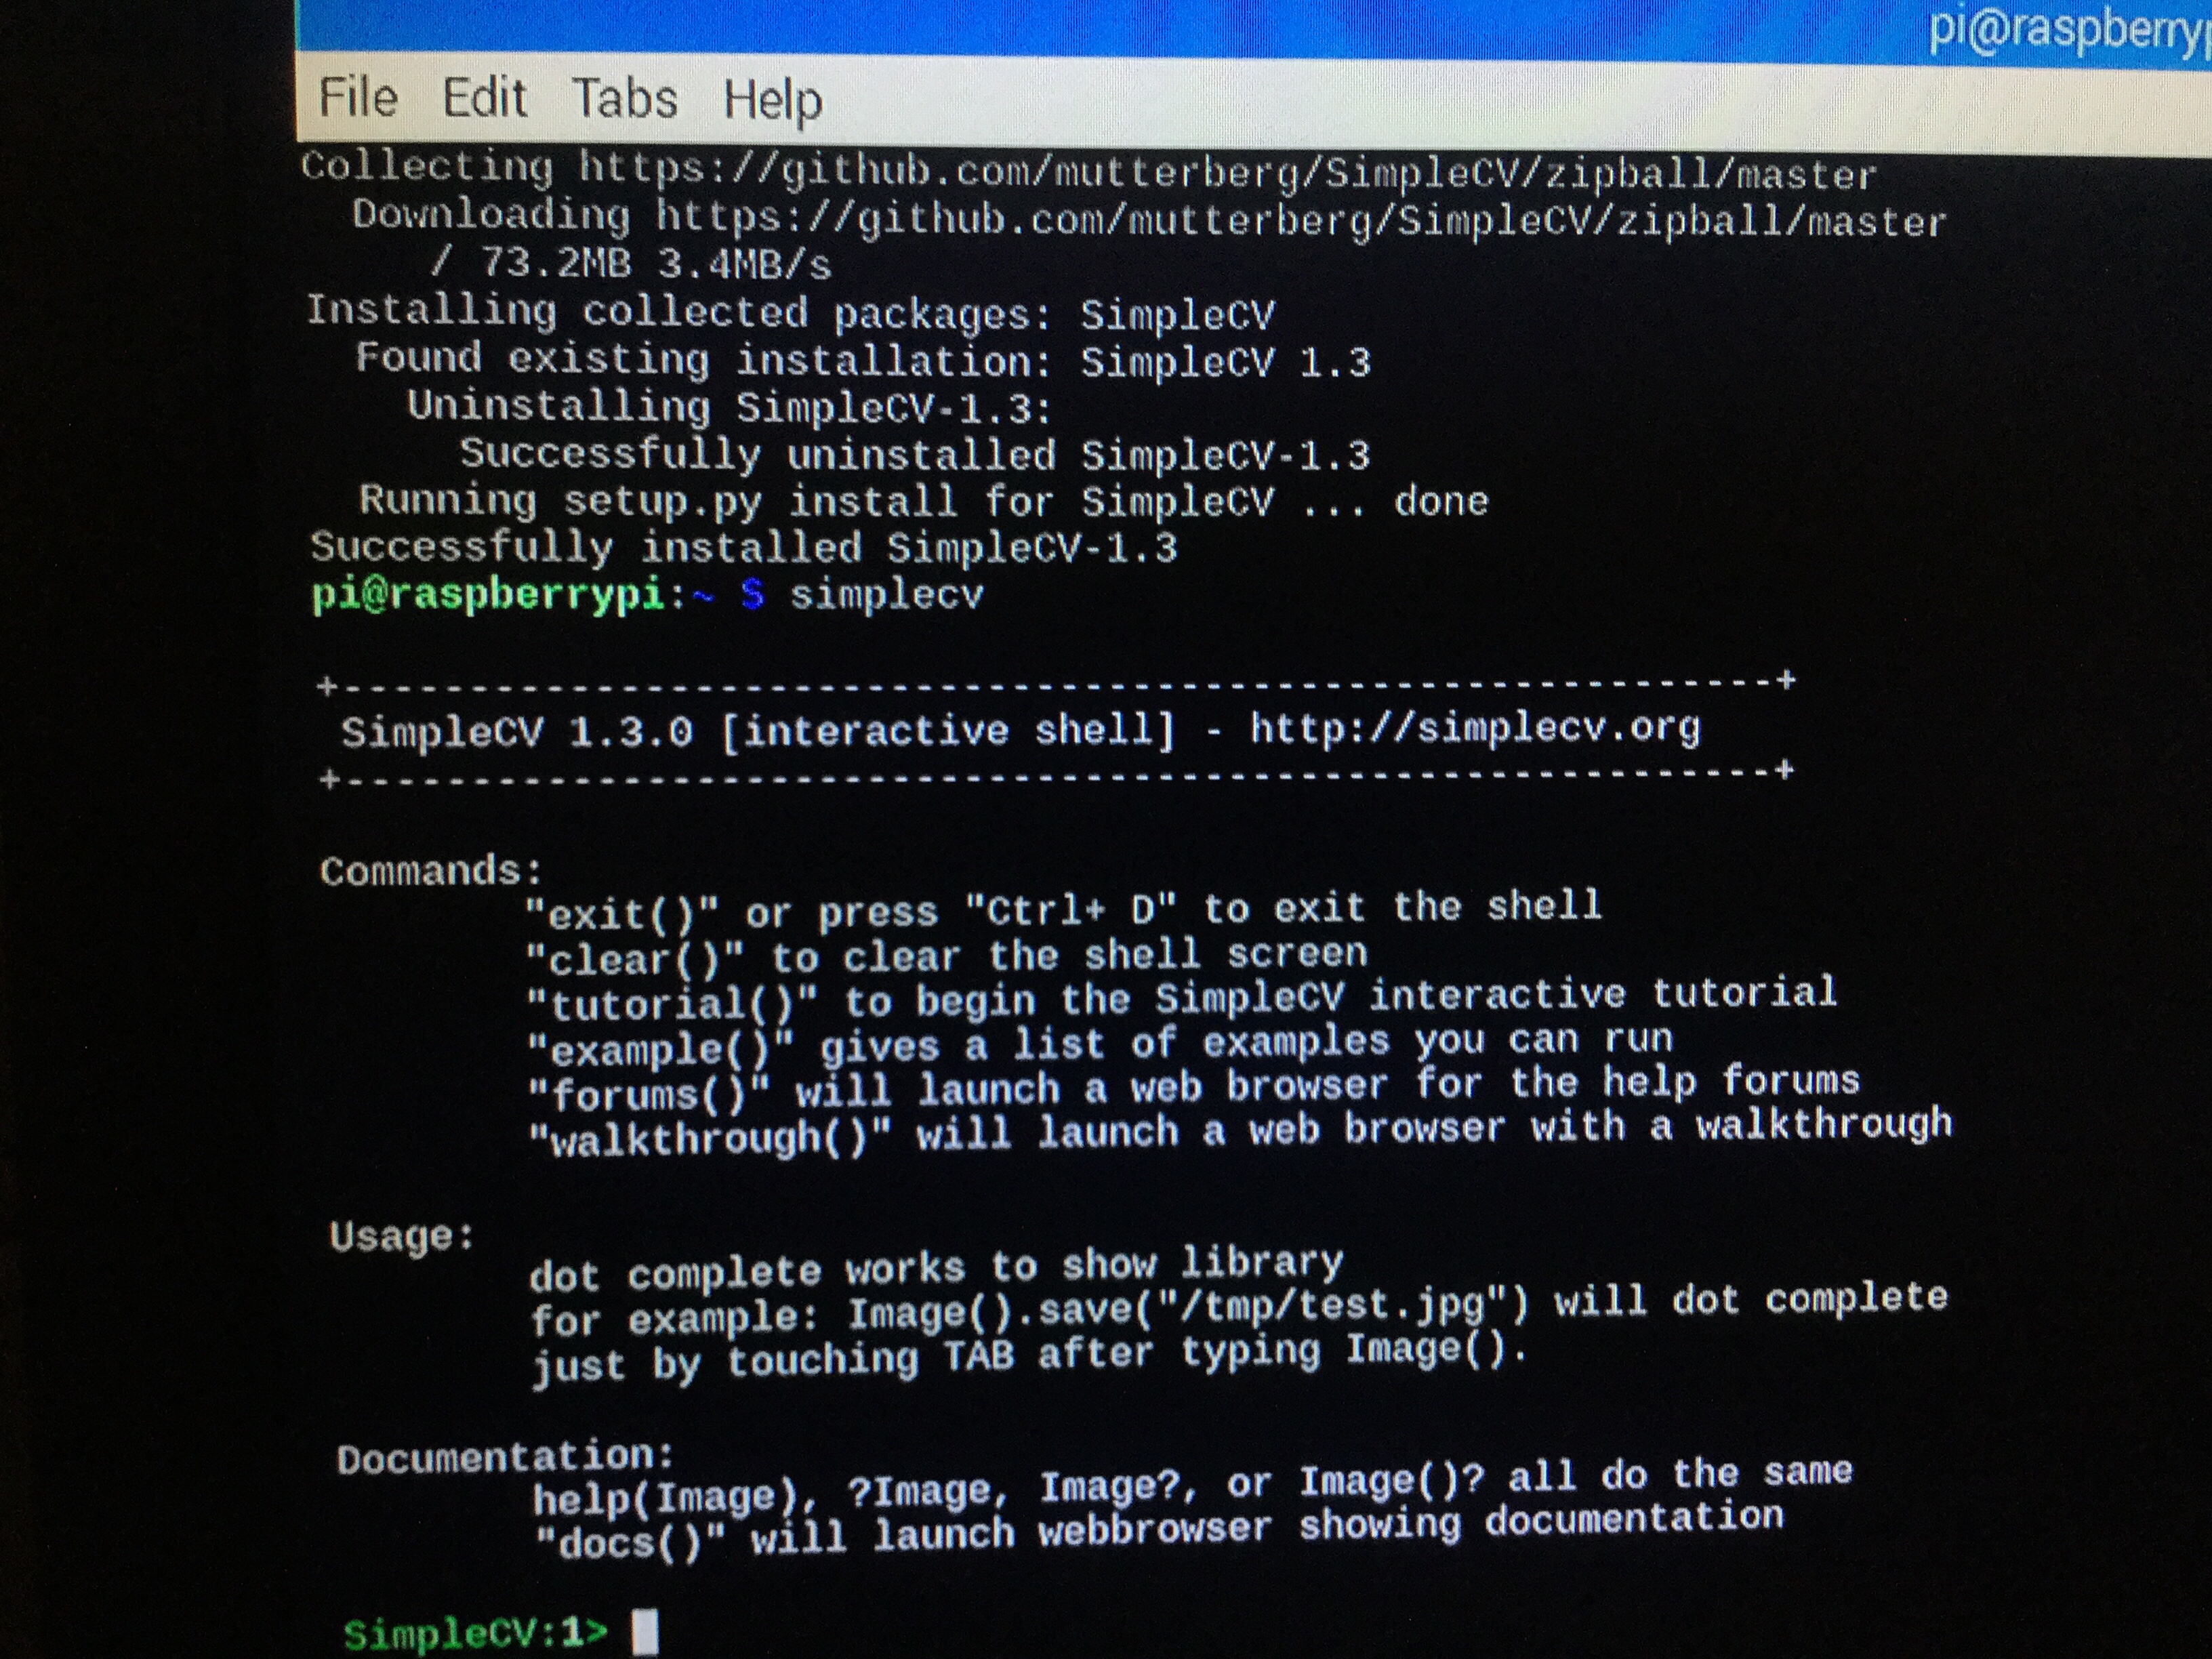 pi@raspberryp
File Edit Tabs Help
Collecting https://github.com/mutterberg/SimpleCV/zipball/master
Downloading https://github.com/mutterberg/SimpleCV/zipball/master
/ 73.2MB 3.4MB/s
Installing collected packages: SimpleCV
Found existing installation: SimpleCV 1.3
Uninstalling SimpleCV-1.3:
Successfully uninstalled SimpleCV-1.3
Running setup.py install for SimpleCV ... done
Successfully installed SimpleCV-1.3
pi@raspberrypi:~ $ simplecv
+-----------------------------------------------------------+
SimpleCV 1.3.0 [interactive shell] - http://simplecv.org
+-----------------------------------------------------------+
Commands:
"exit()" or press "Ctrl+ D" to exit the shell
"clear()" to clear the shell screen
"tutorial()" to begin the SimpleCV interactive tutorial
"example()" gives a list of examples you can run
"forums()" will launch a web browser for the help forums
"walkthrough()" will launch a web browser with a walkthrough
Usage:
dot complete works to show library
for example: Image().save("/tmp/test.jpg") will dot complete
just by touching TAB after typing Image().
Documentation:
help(Image), ?Image, Image?, or Image()? all do the same
"docs()" will launch webbrowser showing documentation
SimpleCV:1>